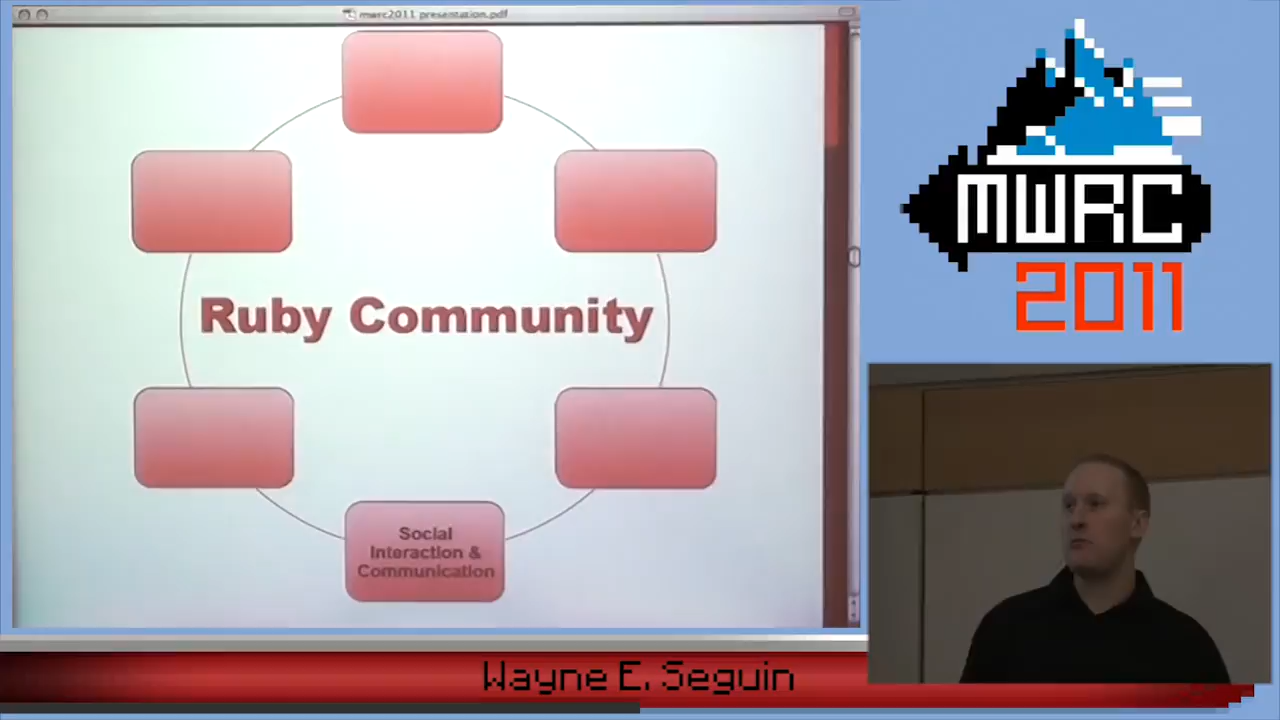 mwrc2011 presentation.pdf
Ruby Community
Social
Interaction &
Communication
MWRC
2011
Wayne E. Seguin